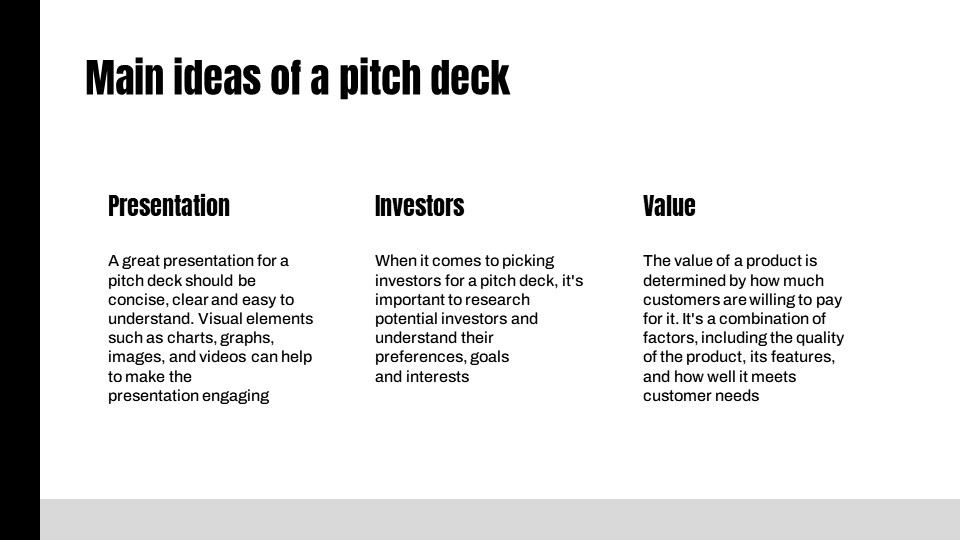 Main ideas of a pitch deck
Presentation
A great presentation for a
pitch deck should be
concise, clear and easy to
understand. Visual elements
such as charts, graphs,
images, and videos can help
to make the
presentation engaging
Investors
When it comes to picking
investors for a pitch deck, it's
important to research
potential investors and
understand their
preferences, goals
and interests
Value
The value of a product is
determined by how much
customers are willing to pay
for it. It's a combination of
factors, including the quality
of the product, its features,
and how well it meets
customer needs